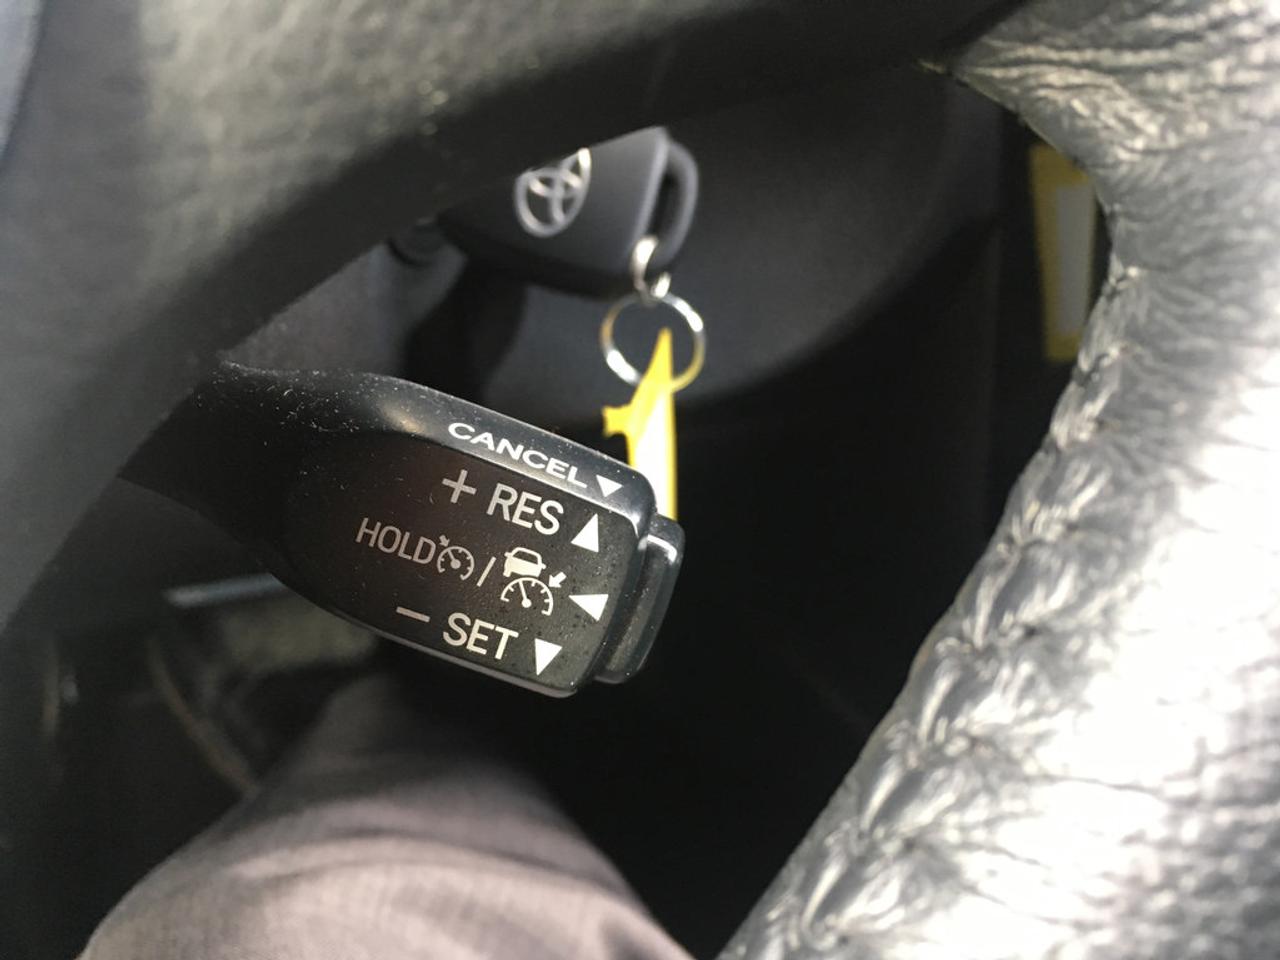 CANCEL
+ RES
HOLD /
− SET